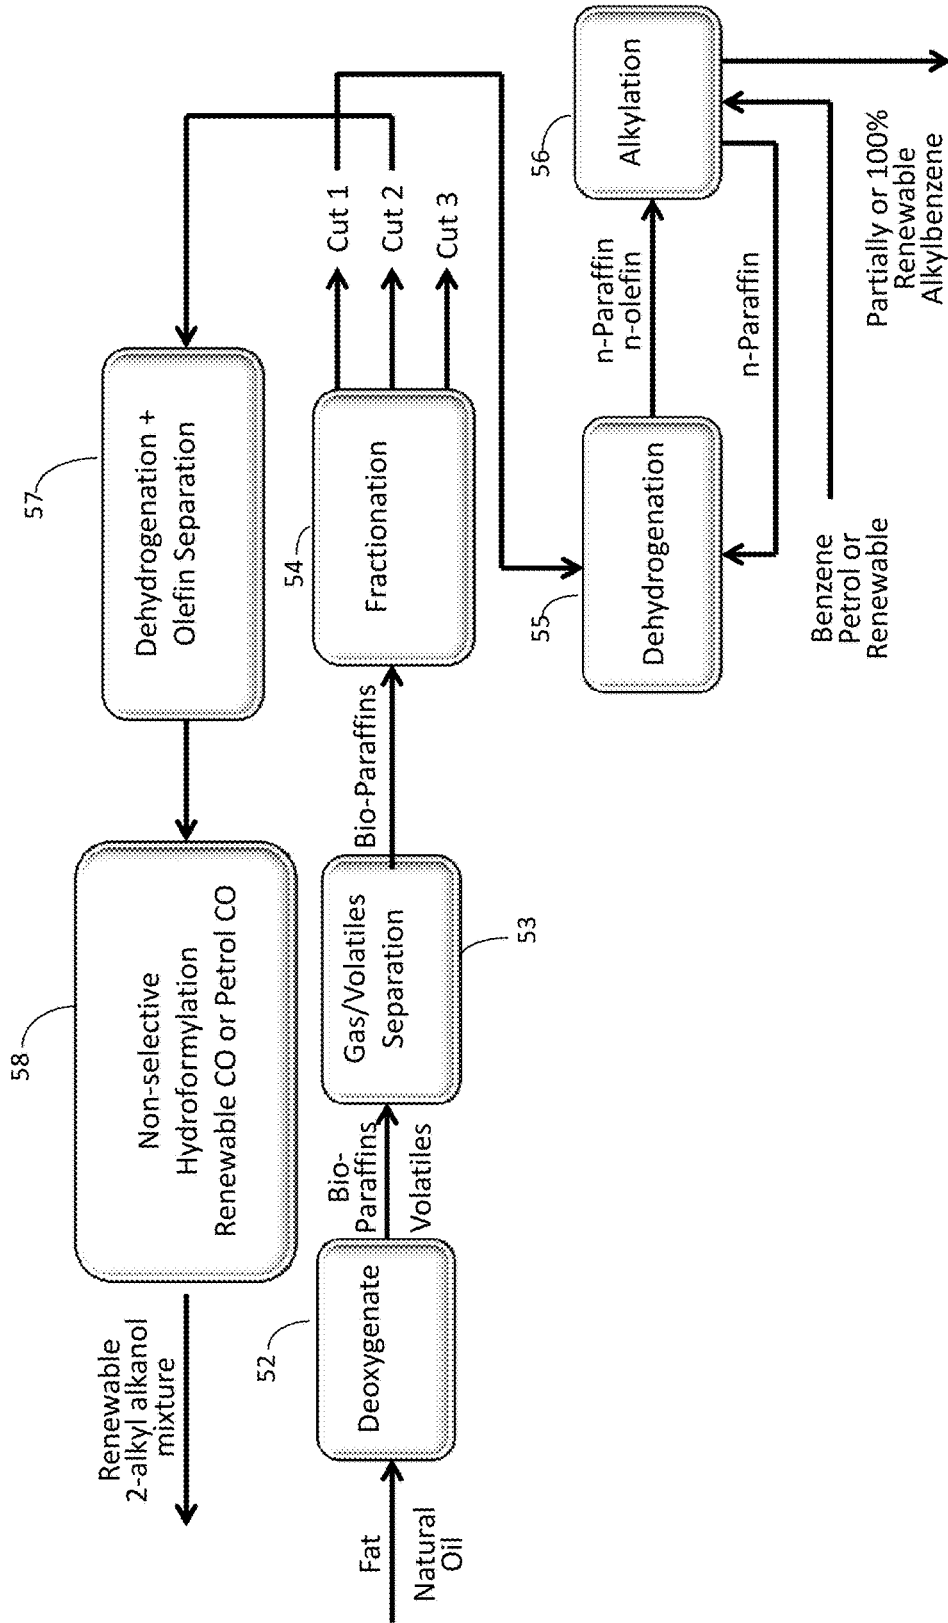 Renewable
2-alkyl alkanol
mixture
58
Non-selective
Hydroformylation
Renewable CO or Petrol CO
57
Dehydrogenation +
Olefin Separation
Fat
Natural
Oil
52
Deoxygenate
Bio-
Paraffins
Volatiles
Gas/Volatiles
Separation
53
Bio-Paraffins
54
Fractionation
Cut 1
Cut 2
Cut 3
55
Dehydrogenation
n-Paraffin
n-olefin
56
Alkylation
n-Paraffin
Benzene
Petrol or
Renewable
Partially or 100%
Renewable
Alkylbenzene